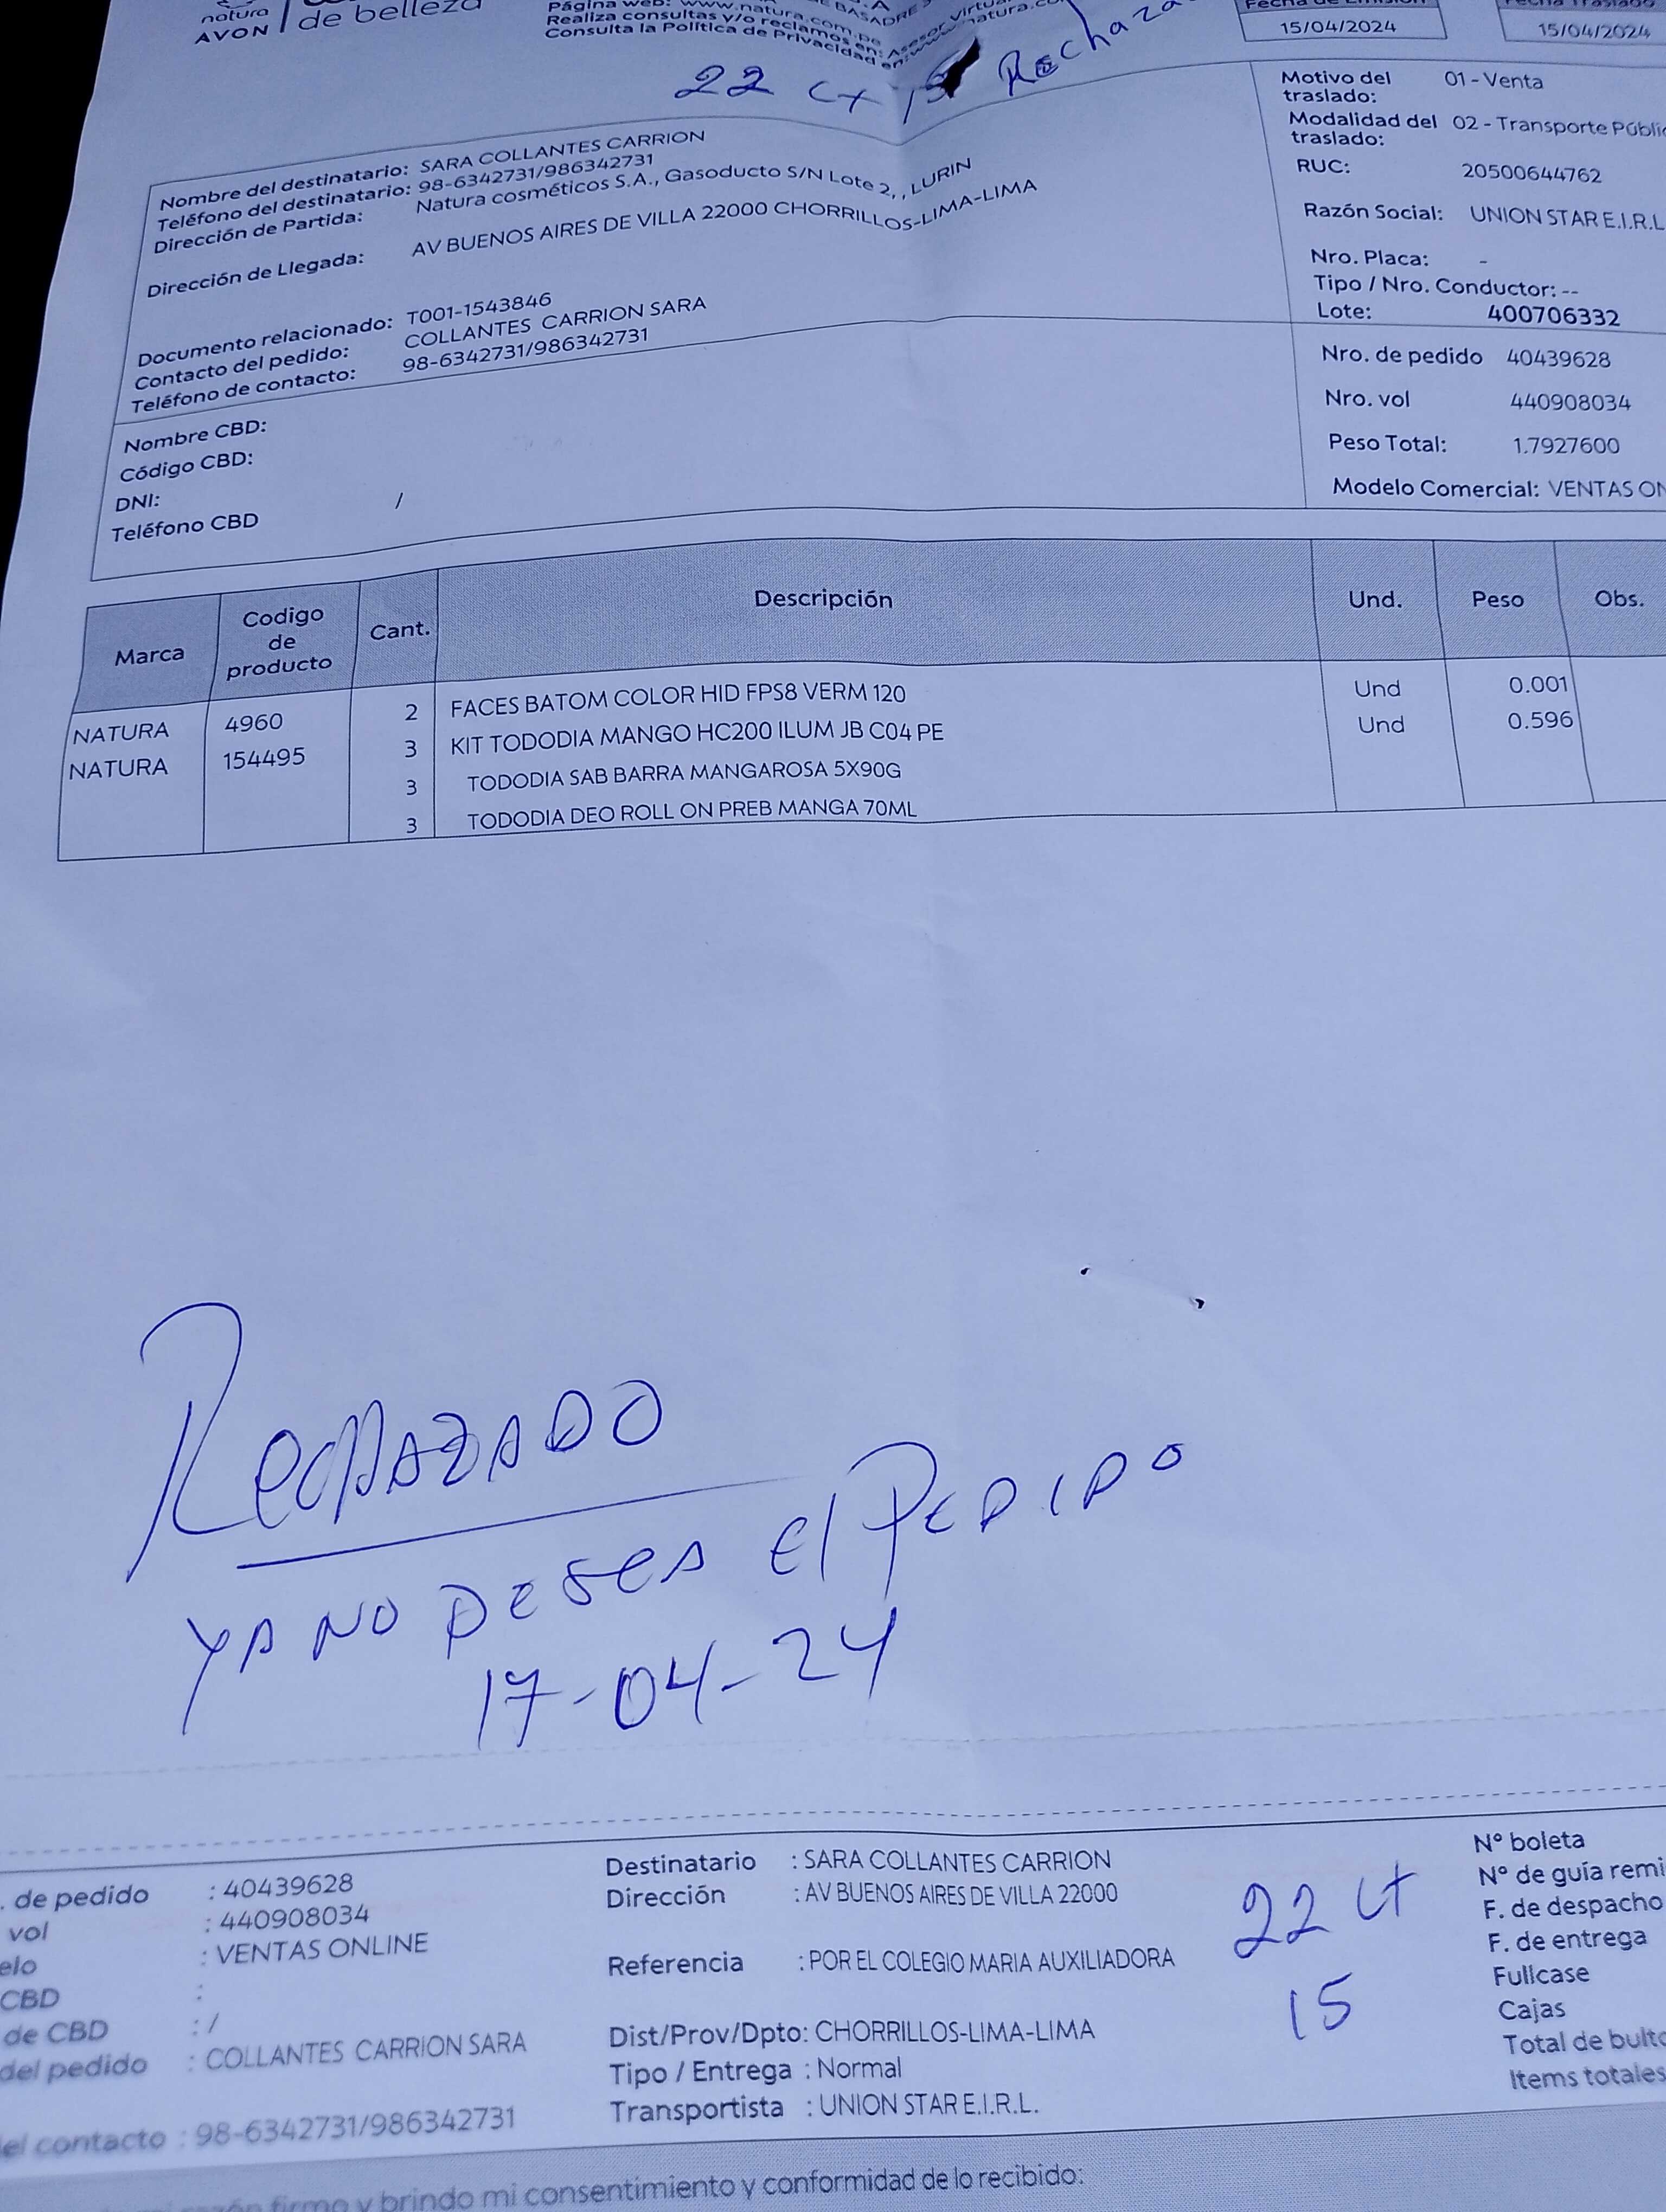 natura
AVON
de belleza
Página web: www.natura.com.pe
Realiza consultas y/o reclamos en: Asesor virtu
Consulta la Política de Privacidad en: www.natura.co
BASADRE
15/04/2024
15/04/2024
22 Ct 15 Rechaza
Motivo del traslado: 01 - Venta
Modalidad del traslado: 02 - Transporte Públic
RUC: 20500644762
Razón Social: UNION STAR E.I.R.L
Nro. Placa: -
Tipo / Nro. Conductor: --
Lote: 400706332
Nombre del destinatario: SARA COLLANTES CARRION
Teléfono del destinatario: 98-6342731/986342731
Dirección de Partida: Natura cosméticos S.A., Gasoducto S/N Lote 2, , LURIN
Dirección de Llegada: AV BUENOS AIRES DE VILLA 22000 CHORRILLOS-LIMA-LIMA
Documento relacionado: T001-1543846
Contacto del pedido: COLLANTES CARRION SARA
Teléfono de contacto: 98-6342731/986342731
Nro. de pedido 40439628
Nro. vol 440908034
Peso Total: 1.7927600
Modelo Comercial: VENTAS ON
Nombre CBD:
Código CBD:
DNI:
Teléfono CBD /
Marca Codigo de producto Cant. Descripción Und. Peso Obs.
NATURA 4960 2 FACES BATOM COLOR HID FPS8 VERM 120 Und 0.001
NATURA 154495 3 KIT TODODIA MANGO HC200 ILUM JB C04 PE Und 0.596
3 TODODIA SAB BARRA MANGAROSA 5X90G
3 TODODIA DEO ROLL ON PREB MANGA 70ML
RECHAZADO
YA NO DESEA El PEDIDO
17-04-24
. de pedido : 40439628
vol : 440908034
elo : VENTAS ONLINE
CBD :
de CBD : /
del pedido : COLLANTES CARRION SARA
el contacto : 98-6342731/986342731
Destinatario : SARA COLLANTES CARRION
Dirección : AV BUENOS AIRES DE VILLA 22000
Referencia : POR EL COLEGIO MARIA AUXILIADORA
Dist/Prov/Dpto: CHORRILLOS-LIMA-LIMA
Tipo / Entrega : Normal
Transportista : UNION STAR E.I.R.L.
22 Ct
15
N° boleta
N° de guía remi
F. de despacho
F. de entrega
Fullcase
Cajas
Total de bulto
Items totales
razón firmo y brindo mi consentimiento y conformidad de lo recibido: